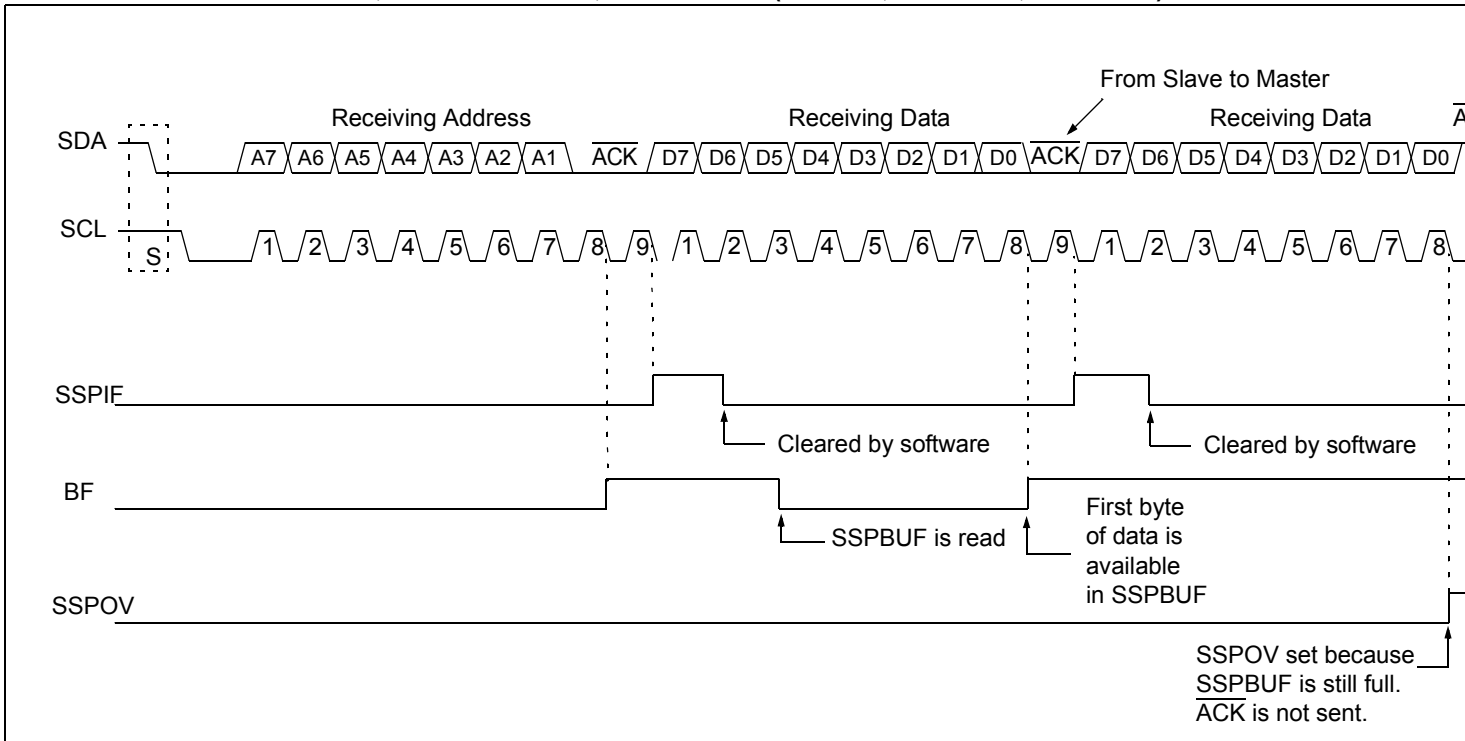 From Slave to Master
Receiving Address Receiving Data Receiving Data
SDA A7 A6 A5 A4 A3 A2 A1 ACK D7 D6 D5 D4 D3 D2 D1 D0 ACK D7 D6 D5 D4 D3 D2 D1 D0
SCL S 1 2 3 4 5 6 7 8 9 1 2 3 4 5 6 7 8 9 1 2 3 4 5 6 7 8
SSPIF
Cleared by software Cleared by software
BF
SSPBUF is read
First byte
of data is
available
in SSPBUF
SSPOV
SSPOV set because
SSPBUF is still full.
ACK is not sent.